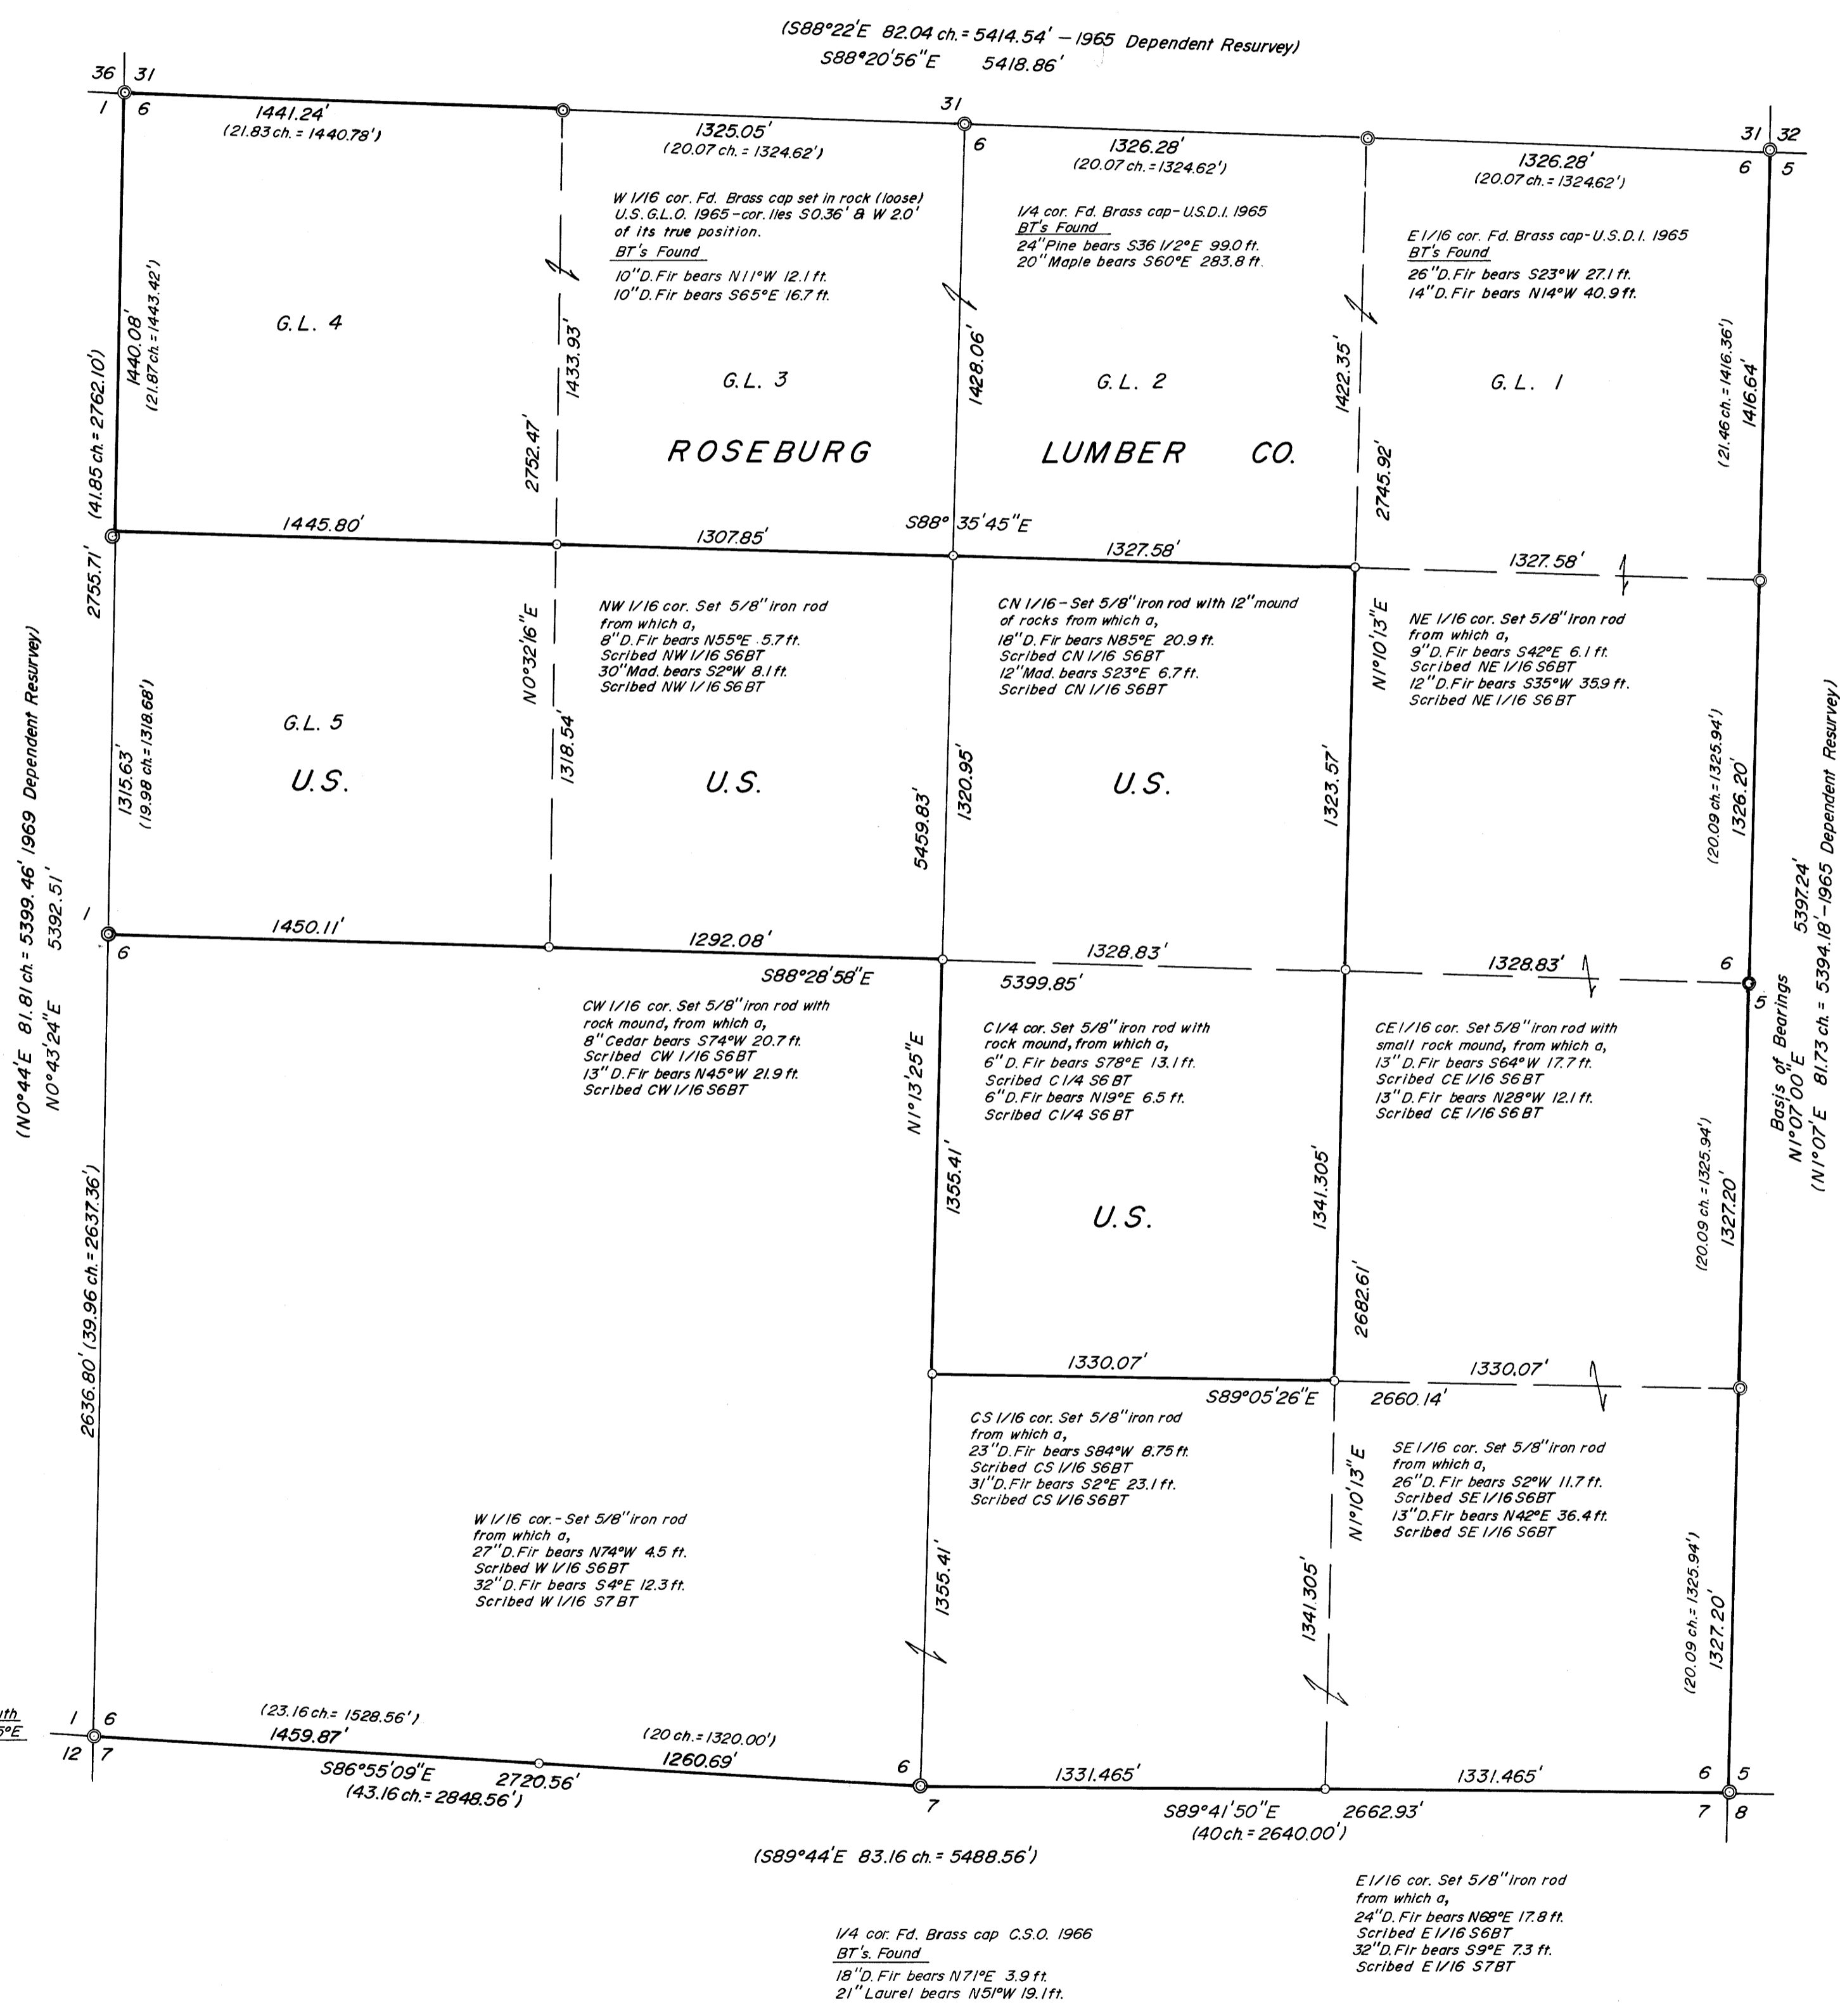 (S88°22'E 82.04 ch. = 5414.54' – 1965 Dependent Resurvey)
S88°20'56"E 5418.86'
36 31
1 6
1441.24'
(21.83 ch. = 1440.78')
1325.05'
(20.07 ch. = 1324.62')
31
6
1326.28'
(20.07 ch. = 1324.62')
1326.28'
(20.07 ch. = 1324.62')
31 32
6 5
W 1/16 cor. Fd. Brass cap set in rock (loose)
U.S.G.L.O. 1965 – cor. lies S 0.36' & W 2.0'
of its true position.
BT's Found
10" D. Fir bears N11°W 12.1 ft.
10" D. Fir bears S65°E 16.7 ft.
1/4 cor. Fd. Brass cap - U.S.D.I. 1965
BT's Found
24" Pine bears S36 1/2°E 99.0 ft.
20" Maple bears S60°E 283.8 ft.
E 1/16 cor. Fd. Brass cap - U.S.D.I. 1965
BT's Found
26" D. Fir bears S23°W 27.1 ft.
14" D. Fir bears N14°W 40.9 ft.
G.L. 4
G.L. 3
G.L. 2
G.L. 1
ROSEBURG LUMBER CO.
(41.85 ch. = 2762.10')
2755.71'
1440.08'
(21.87 ch. = 1443.42')
1433.93'
2752.47'
1428.06'
1422.35'
2745.92'
(21.46 ch. = 1416.36')
1416.64'
1445.80'
1307.85'
S88°35'45"E
1327.58'
1327.58'
NW 1/16 cor. Set 5/8" iron rod
from which a,
8" D. Fir bears N55°E 5.7 ft.
Scribed NW 1/16 S6BT
30" Mad. bears S2°W 8.1 ft.
Scribed NW 1/16 S6 BT
CN 1/16 – Set 5/8" iron rod with 12" mound
of rocks from which a,
18" D. Fir bears N85°E 20.9 ft.
Scribed CN 1/16 S6BT
12" Mad. bears S23°E 6.7 ft.
Scribed CN 1/16 S6BT
NE 1/16 cor. Set 5/8" iron rod
from which a,
9" D. Fir bears S42°E 6.1 ft.
Scribed NE 1/16 S6BT
12" D. Fir bears S35°W 35.9 ft.
Scribed NE 1/16 S6 BT
N0°32'16"E
N1°10'13"E
G.L. 5
U.S.
U.S.
U.S.
1315.63'
(19.98 ch. = 1318.68')
1318.54'
5459.83'
1320.95'
1323.57'
(20.09 ch. = 1325.94')
1326.20'
(N0°44'E 81.81 ch. = 5399.46' 1969 Dependent Resurvey)
N0°43'24"E 5392.51'
Basis of Bearings
N1°07'00"E 5397.24'
(N1°07'E 81.73 ch. = 5394.18' – 1965 Dependent Resurvey)
1
6
1450.11'
1292.08'
S88°28'58"E
1328.83'
5399.85'
1328.83'
6
5
CW 1/16 cor. Set 5/8" iron rod with
rock mound, from which a,
8" Cedar bears S74°W 20.7 ft.
Scribed CW 1/16 S6BT
13" D. Fir bears N45°W 21.9 ft.
Scribed CW 1/16 S6BT
C 1/4 cor. Set 5/8" iron rod with
rock mound, from which a,
6" D. Fir bears S78°E 13.1 ft.
Scribed C 1/4 S6 BT
6" D. Fir bears N19°E 6.5 ft.
Scribed C1/4 S6 BT
CE 1/16 cor. Set 5/8" iron rod with
small rock mound, from which a,
13" D. Fir bears S64°W 17.7 ft.
Scribed CE 1/16 S6 BT
13" D. Fir bears N28°W 12.1 ft.
Scribed CE 1/16 S6 BT
N1°13'25"E
1355.41'
U.S.
1341.305'
2682.61'
(20.09 ch. = 1325.94')
1327.20'
2636.80' (39.96 ch. = 2637.36')
1330.07'
S89°05'26"E
1330.07'
2660.14'
CS 1/16 cor. Set 5/8" iron rod
from which a,
23" D. Fir bears S84°W 8.75 ft.
Scribed CS 1/16 S6BT
31" D. Fir bears S2°E 23.1 ft.
Scribed CS 1/16 S6BT
SE 1/16 cor. Set 5/8" iron rod
from which a,
26" D. Fir bears S2°W 11.7 ft.
Scribed SE 1/16 S6BT
13" D. Fir bears N42°E 36.4 ft.
Scribed SE 1/16 S6BT
N1°10'13"E
W 1/16 cor. - Set 5/8" iron rod
from which a,
27" D. Fir bears N74°W 4.5 ft.
Scribed W 1/16 S6BT
32" D. Fir bears S4°E 12.3 ft.
Scribed W 1/16 S7 BT
1355.41'
1341.305'
(20.09 ch. = 1325.94')
1327.20'
1 6
12 7
(23.16 ch. = 1528.56')
1459.87'
S86°55'09"E 2720.56'
(43.16 ch. = 2848.56')
(20 ch. = 1320.00')
1260.69'
6
7
1331.465'
1331.465'
S89°41'50"E 2662.93'
(40 ch. = 2640.00')
6 5
7 8
(S89°44'E 83.16 ch. = 5488.56')
E 1/16 cor. Set 5/8" iron rod
from which a,
24" D. Fir bears N68°E 17.8 ft.
Scribed E 1/16 S6BT
32" D. Fir bears S9°E 7.3 ft.
Scribed E 1/16 S7BT
1/4 cor. Fd. Brass cap C.S.O. 1966
BT's. Found
18" D. Fir bears N71°E 3.9 ft.
21" Laurel bears N51°W 19.1 ft.